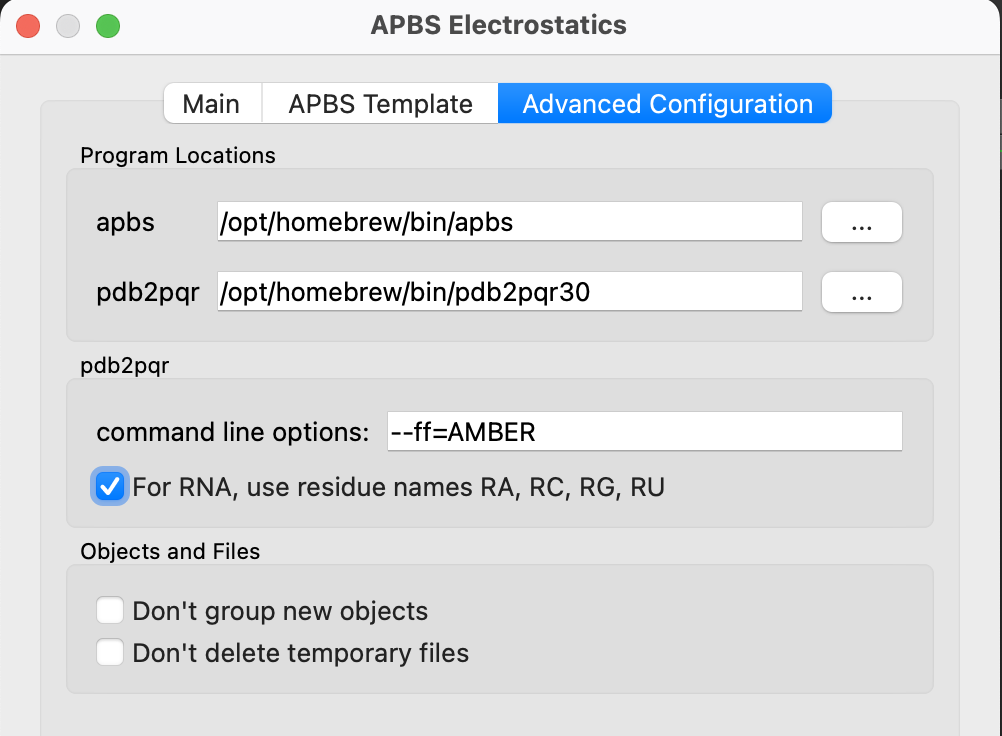 APBS Electrostatics
Main APBS Template Advanced Configuration
Program Locations
apbs /opt/homebrew/bin/apbs ...
pdb2pqr /opt/homebrew/bin/pdb2pqr30 ...
pdb2pqr
command line options: --ff=AMBER
For RNA, use residue names RA, RC, RG, RU
Objects and Files
Don't group new objects
Don't delete temporary files